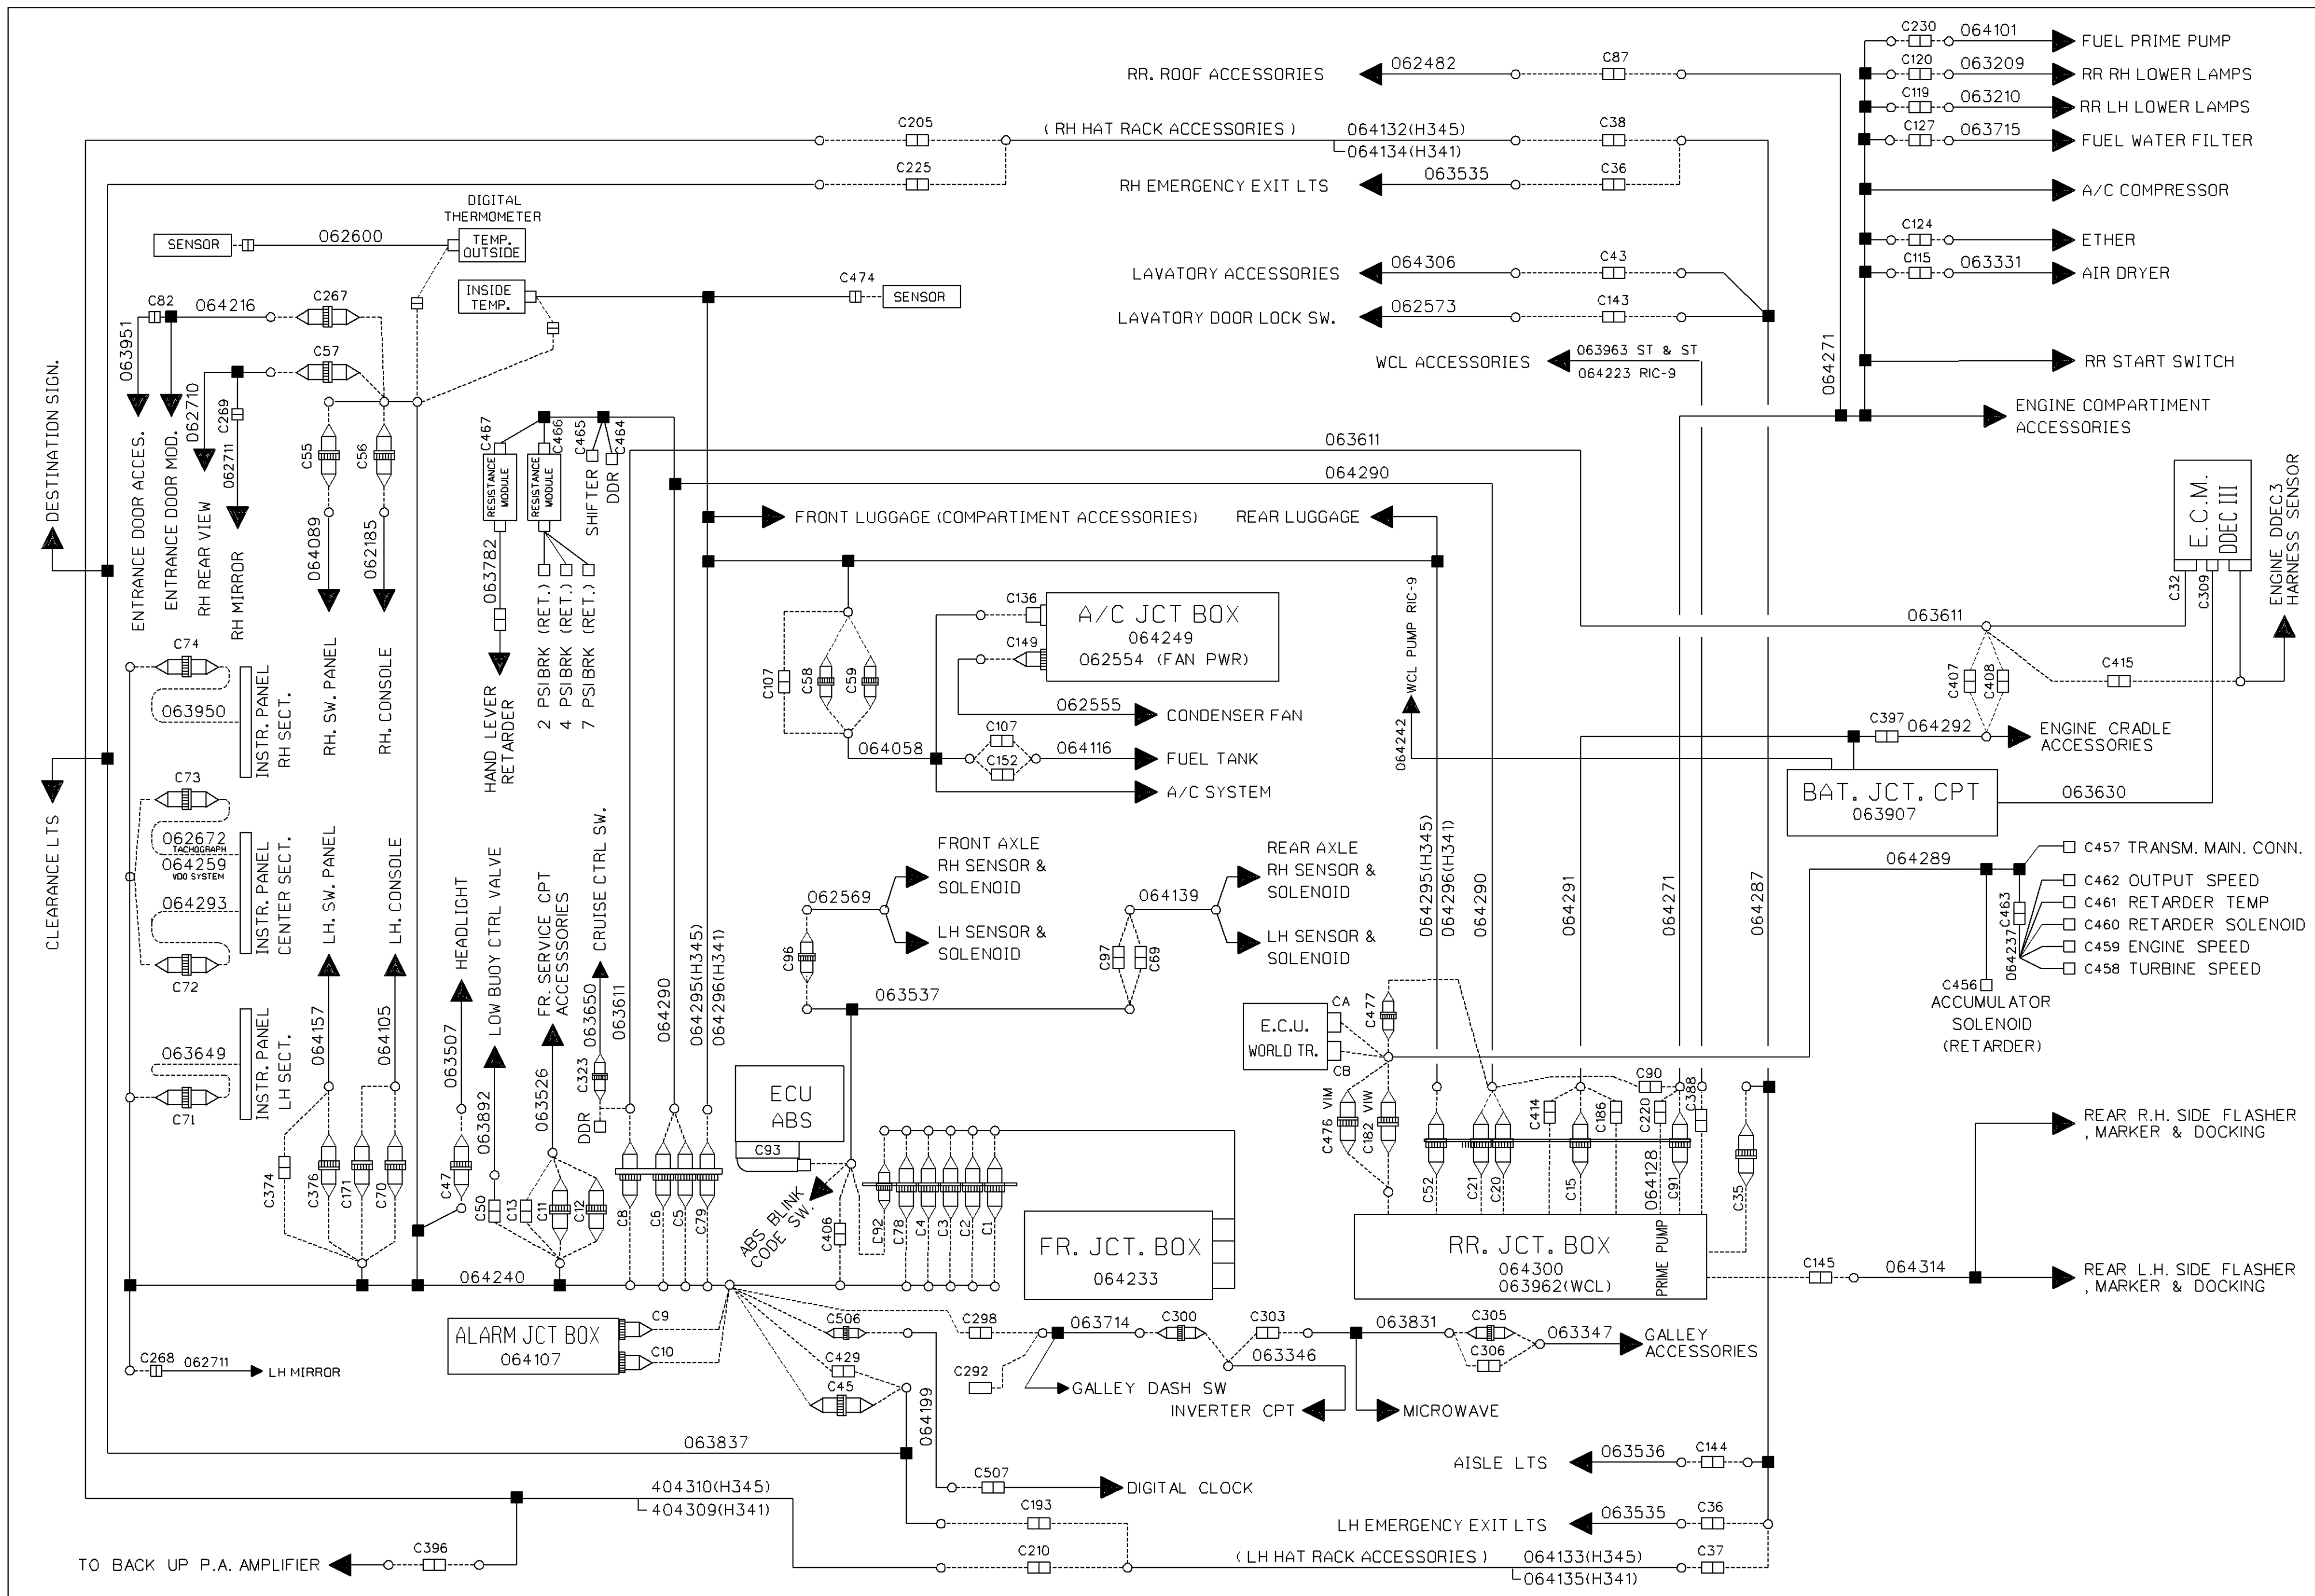 C230
064101
FUEL PRIME PUMP
C120
063209
RR RH LOWER LAMPS
C119
063210
RR LH LOWER LAMPS
C127
063715
FUEL WATER FILTER
A/C COMPRESSOR
C124
ETHER
C115
063331
AIR DRYER
064271
RR START SWITCH
ENGINE COMPARTMENT
ACCESSORIES
RR. ROOF ACCESSORIES
062482
C87
C205
( RH HAT RACK ACCESSORIES )
064132(H345)
064134(H341)
C38
C225
RH EMERGENCY EXIT LTS
063535
C36
LAVATORY ACCESSORIES
064306
C43
LAVATORY DOOR LOCK SW.
062573
C143
WCL ACCESSORIES
063963 ST & ST
064223 RIC-9
DIGITAL
THERMOMETER
SENSOR
062600
TEMP.
OUTSIDE
INSIDE
TEMP.
C474
SENSOR
C82
064216
C267
063951
C57
062710
C269
062711
DESTINATION SIGN.
ENTRANCE DOOR ACCES.
ENTRANCE DOOR MOD.
RH REAR VIEW
RH MIRROR
C55
C56
064089
062185
RH. SW. PANEL
RH. CONSOLE
C467
C466
C465
C464
RESISTANCE
MODULE
RESISTANCE
MODULE
SHIFTER
DDR
063782
HAND LEVER
RETARDER
2 PSI BRK (RET.)
4 PSI BRK (RET.)
7 PSI BRK (RET.)
063611
064290
FRONT LUGGAGE (COMPARTMENT ACCESSORIES)
REAR LUGGAGE
E.C.M.
DDEC III
C32
C309
ENGINE DDEC3
HARNESS SENSOR
063611
C407
C408
C415
C397
064292
ENGINE CRADLE
ACCESSORIES
BAT. JCT. CPT
063907
063630
WCL PUMP RIC-9
064242
C136
C149
A/C JCT BOX
064249
062554 (FAN PWR)
C107
C58
C59
062555
CONDENSER FAN
064058
C107
C152
064116
FUEL TANK
A/C SYSTEM
C74
063950
INSTR. PANEL
RH SECT.
C73
062672
TACHOGRAPH
064259
VDO SYSTEM
064293
C72
INSTR. PANEL
CENTER SECT.
CLEARANCE LTS
063649
C71
INSTR. PANEL
LH SECT.
LH. SW. PANEL
LH. CONSOLE
064157
064105
C374
C376
C171
C70
HEADLIGHT
063507
C47
LOW BUOY CTRL VALVE
063892
C50
FR. SERVICE CPT
ACCESSSORIES
063526
C13
C11
C12
CRUISE CTRL SW.
063650
C323
DDR
063611
064290
064295(H345)
064296(H341)
C8
C6
C5
C79
FRONT AXLE
RH SENSOR &
SOLENOID
062569
LH SENSOR &
SOLENOID
C96
REAR AXLE
RH SENSOR &
SOLENOID
064139
LH SENSOR &
SOLENOID
C97
C69
063537
ECU
ABS
C93
ABS BLINK
CODE SW.
C406
C92
C78
C4
C3
C2
C1
FR. JCT. BOX
064233
064295(H345)
064296(H341)
064290
064291
064271
064287
E.C.U.
WORLD TR.
CA
CB
C477
C476 VIM
C182 VIW
C52
C21
C20
C414
C15
C186
C90
C220
C388
064128
C91
C35
RR. JCT. BOX
064300
063962(WCL)
PRIME PUMP
064289
C457 TRANSM. MAIN. CONN.
C462 OUTPUT SPEED
C461 RETARDER TEMP
C460 RETARDER SOLENOID
C459 ENGINE SPEED
C458 TURBINE SPEED
C463
064237
C456
ACCUMULATOR
SOLENOID
(RETARDER)
REAR R.H. SIDE FLASHER
, MARKER & DOCKING
C145
064314
REAR L.H. SIDE FLASHER
, MARKER & DOCKING
064240
ALARM JCT BOX
064107
C9
C10
C268
062711
LH MIRROR
C506
C429
C45
064199
C298
C292
063714
C300
C303
063831
C305
C306
063347
GALLEY
ACCESSORIES
063346
GALLEY DASH SW
INVERTER CPT
MICROWAVE
063837
C507
DIGITAL CLOCK
AISLE LTS
063536
C144
404310(H345)
404309(H341)
C193
LH EMERGENCY EXIT LTS
063535
C36
TO BACK UP P.A. AMPLIFIER
C396
C210
( LH HAT RACK ACCESSORIES )
064133(H345)
064135(H341)
C37